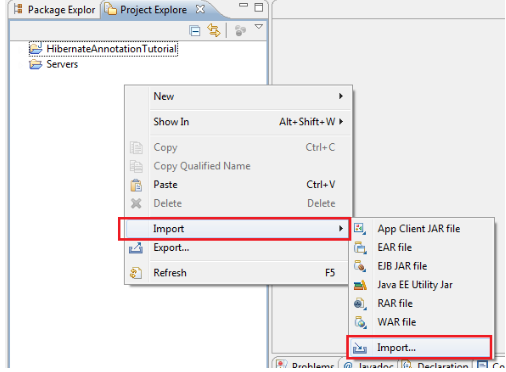 Package Explor Project Explore
HibernateAnnotationTutorial
Servers
New
Show In Alt+Shift+W
Copy Ctrl+C
Copy Qualified Name
Paste Ctrl+V
Delete Delete
Import
Export...
Refresh F5
App Client JAR file
EAR file
EJB JAR file
Java EE Utility Jar
RAR file
WAR file
Import...
Problems @ Javadoc Declaration Co